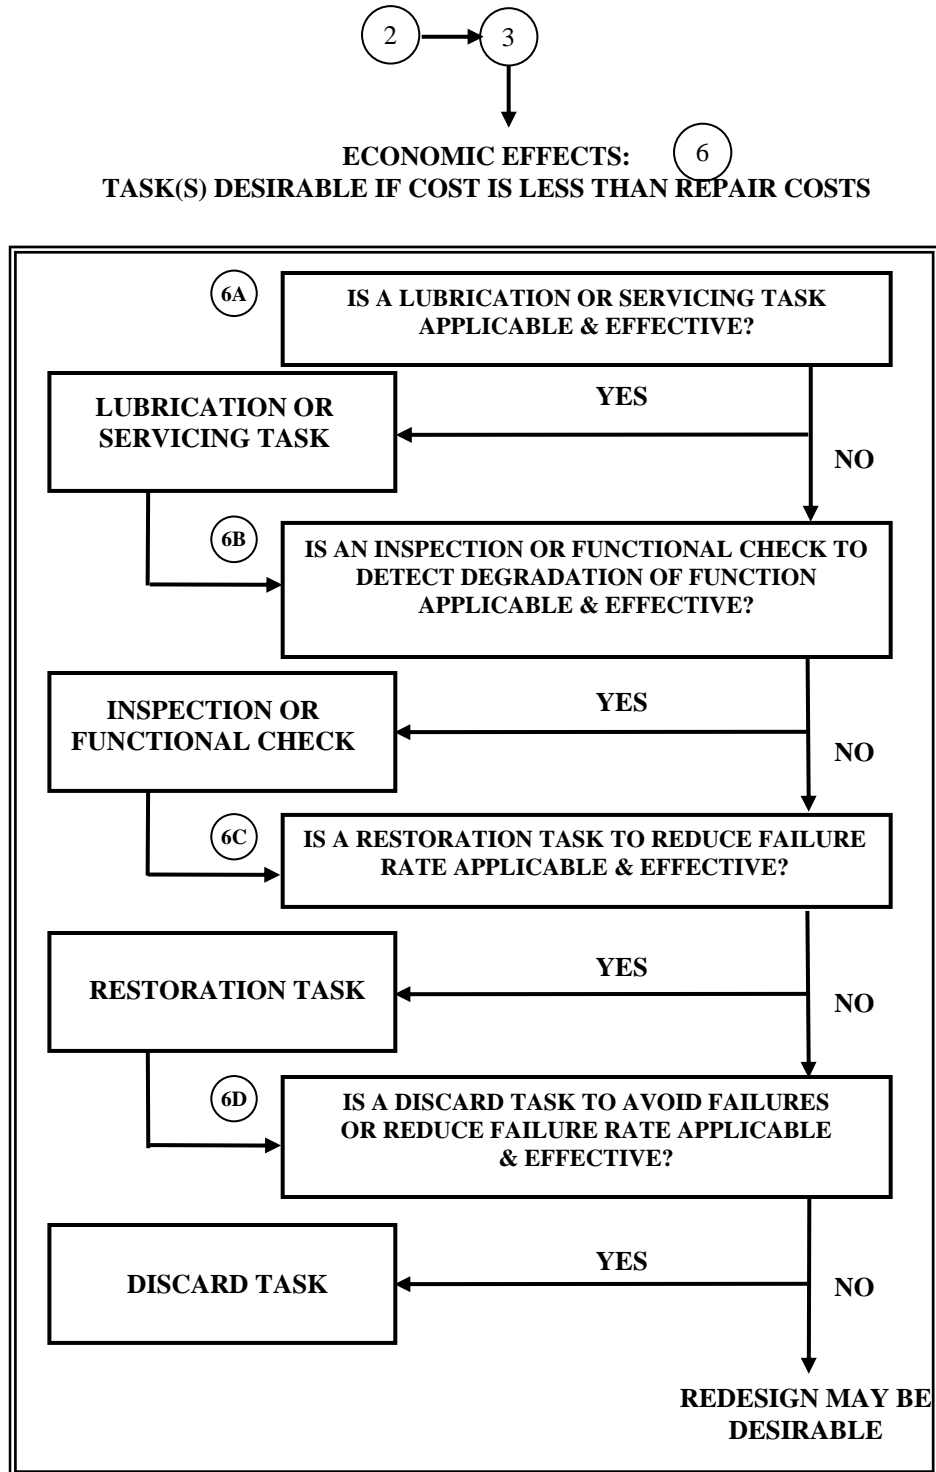 2
3
ECONOMIC EFFECTS:
6
TASK(S) DESIRABLE IF COST IS LESS THAN REPAIR COSTS
6A
IS A LUBRICATION OR SERVICING TASK
APPLICABLE & EFFECTIVE?
YES
LUBRICATION OR
SERVICING TASK
NO
6B
IS AN INSPECTION OR FUNCTIONAL CHECK TO
DETECT DEGRADATION OF FUNCTION
APPLICABLE & EFFECTIVE?
YES
INSPECTION OR
FUNCTIONAL CHECK
NO
6C
IS A RESTORATION TASK TO REDUCE FAILURE
RATE APPLICABLE & EFFECTIVE?
YES
RESTORATION TASK
NO
6D
IS A DISCARD TASK TO AVOID FAILURES
OR REDUCE FAILURE RATE APPLICABLE
& EFFECTIVE?
YES
DISCARD TASK
NO
REDESIGN MAY BE
DESIRABLE